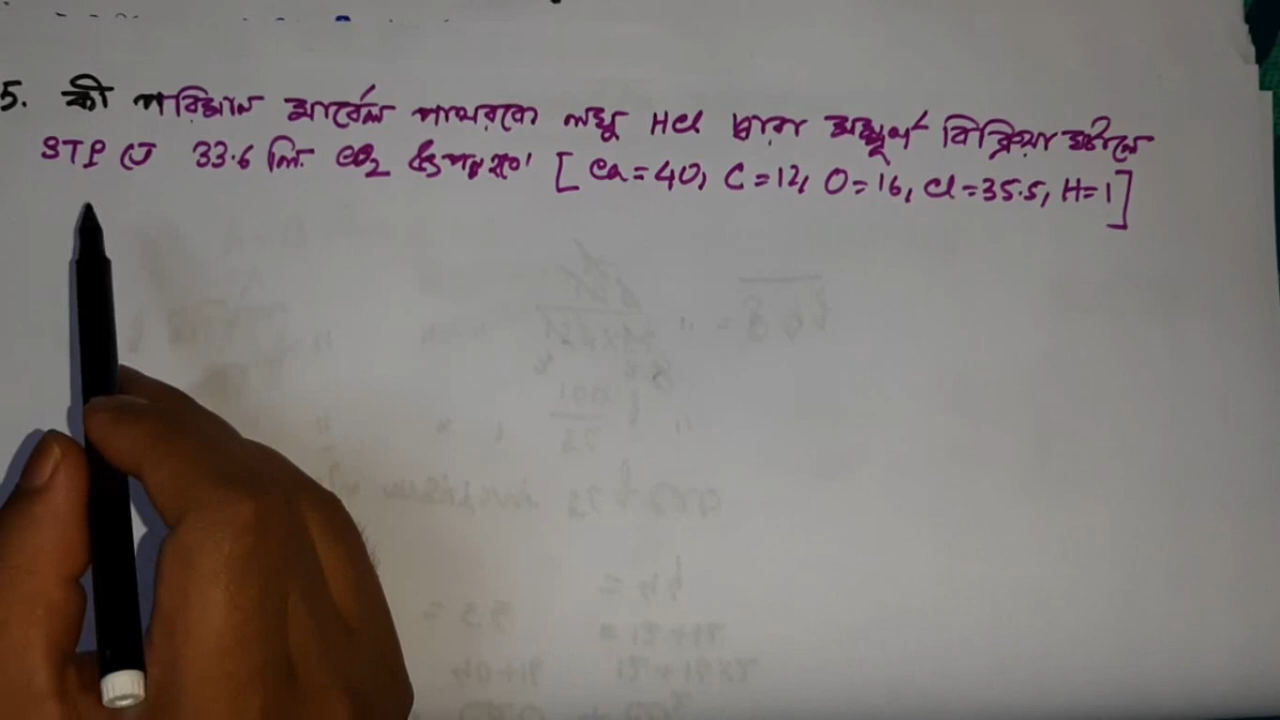 5. কী পরিমান মার্বেল পাথরকে লঘু HCl দ্বারা সম্পূর্ণ বিক্রিয়া ঘটালে
STP তে 33.6 লি. CO2 উৎপন্ন হবে। [ Ca = 40, C = 12, O = 16, Cl = 35.5, H = 1 ]